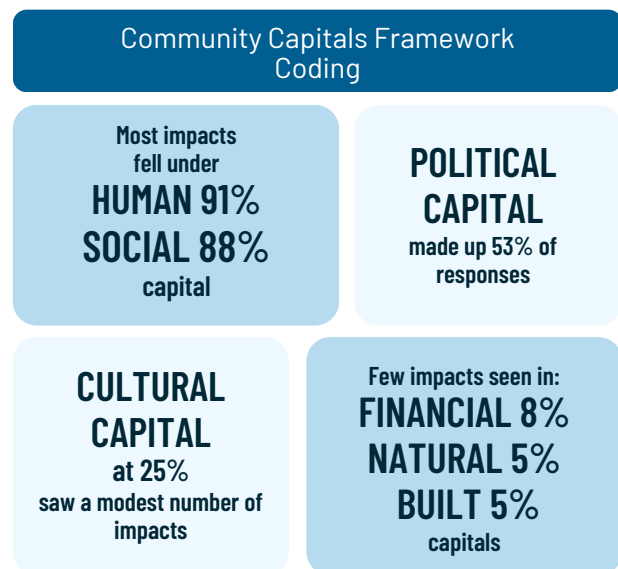 Community Capitals Framework
Coding
Most impacts
fell under
HUMAN 91%
SOCIAL 88%
capital
POLITICAL
CAPITAL
made up 53% of
responses
CULTURAL
CAPITAL
at 25%
saw a modest number of
impacts
Few impacts seen in:
FINANCIAL 8%
NATURAL 5%
BUILT 5%
capitals